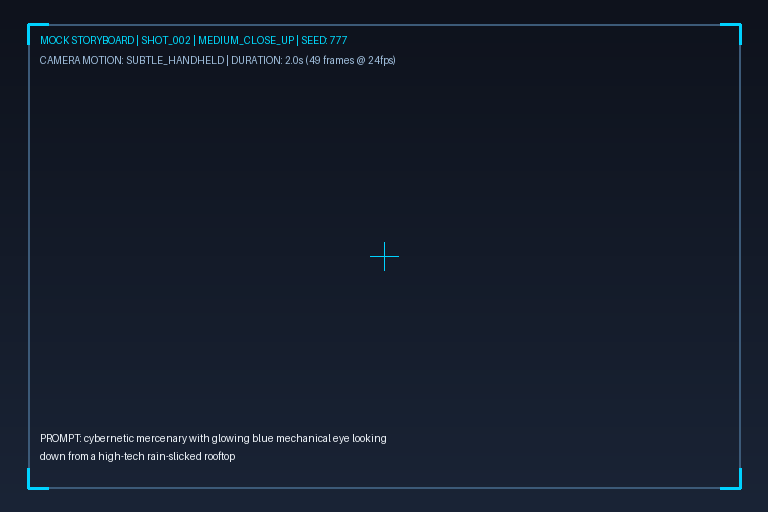 MOCK STORYBOARD | SHOT_002 | MEDIUM_CLOSE_UP | SEED: 777
CAMERA MOTION: SUBTLE_HANDHELD | DURATION: 2.0s (49 frames @ 24fps)
PROMPT: cybernetic mercenary with glowing blue mechanical eye looking
down from a high-tech rain-slicked rooftop